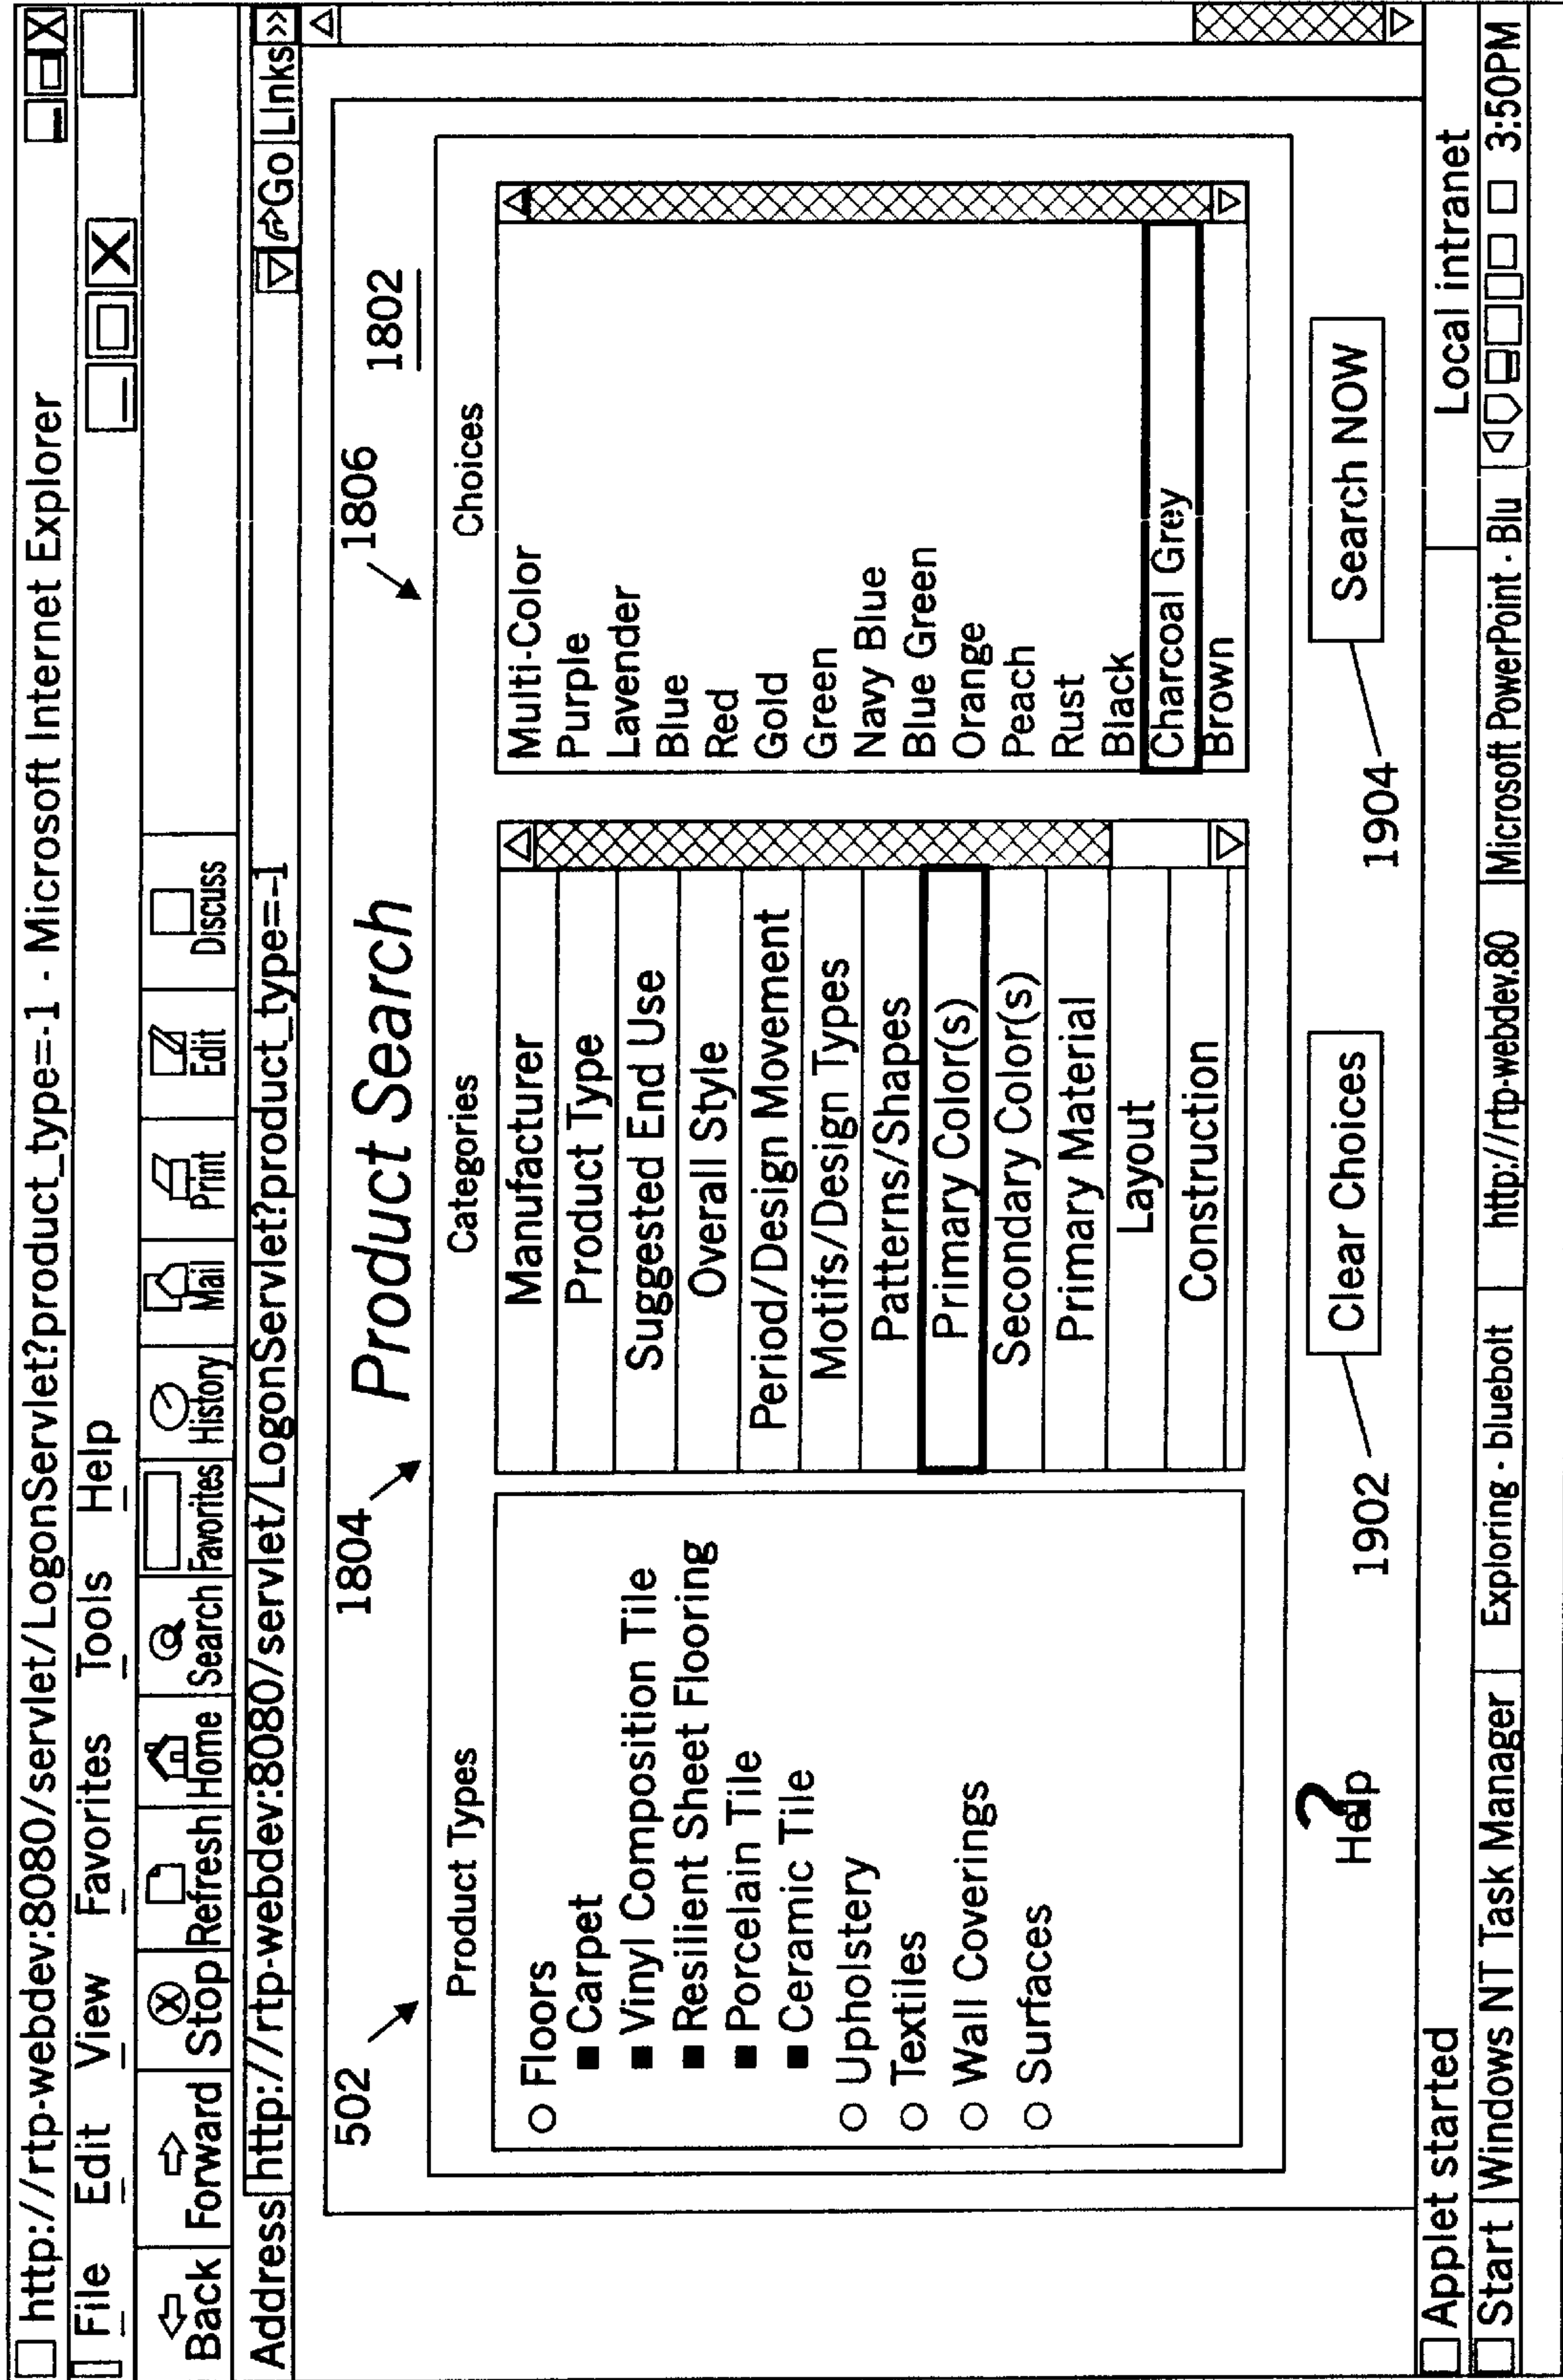 http://rtp-webdev:8080/servlet/LogonServlet?product_type=-1 - Microsoft Internet Explorer
File Edit View Favorites Tools Help
Back Forward Stop Refresh Home Search Favorites History Mail Print Edit Discuss
Address http://rtp-webdev:8080/servlet/LogonServlet?product_type=-1 Go Links >>
502 1804 Product Search 1806 1802
Product Types
Floors
Carpet
Vinyl Composition Tile
Resilient Sheet Flooring
Porcelain Tile
Ceramic Tile
Upholstery
Textiles
Wall Coverings
Surfaces
Categories
Manufacturer
Product Type
Suggested End Use
Overall Style
Period/Design Movement
Motifs/Design Types
Patterns/Shapes
Primary Color(s)
Secondary Color(s)
Primary Material
Layout
Construction
Choices
Multi-Color
Purple
Lavender
Blue
Red
Gold
Green
Navy Blue
Blue Green
Orange
Peach
Rust
Black
Charcoal Grey
Brown
? Help
Clear Choices
Search NOW
1902 1904
Applet started Local intranet
Start Windows NT Task Manager Exploring - bluebolt http://rtp-webdev.80 Microsoft PowerPoint - Blu 3:50PM